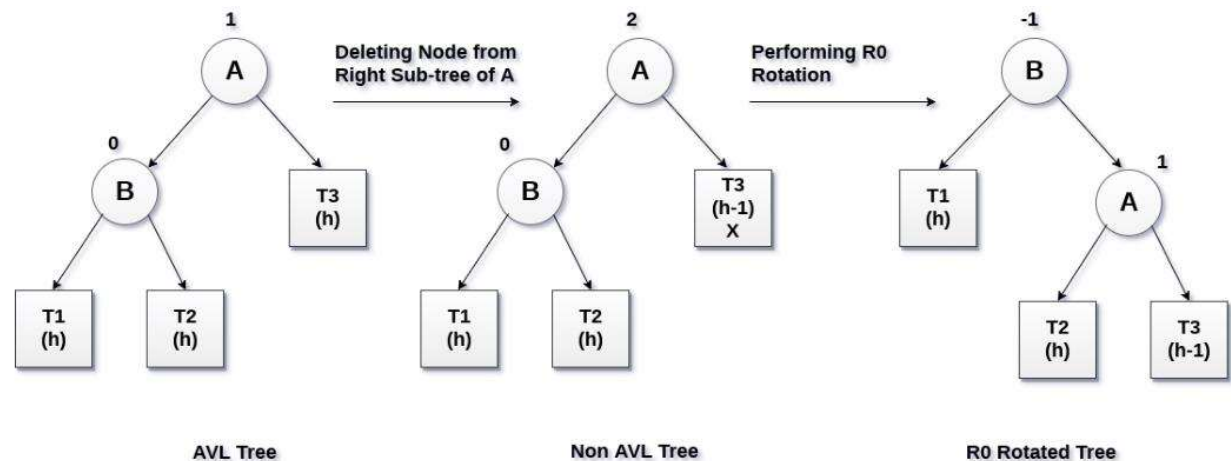 1
A
0
B
T3
(h)
T1
(h)
T2
(h)
AVL Tree
Deleting Node from
Right Sub-tree of A
2
A
0
B
T3
(h-1)
X
T1
(h)
T2
(h)
Non AVL Tree
Performing R0
Rotation
-1
B
T1
(h)
1
A
T2
(h)
T3
(h-1)
R0 Rotated Tree